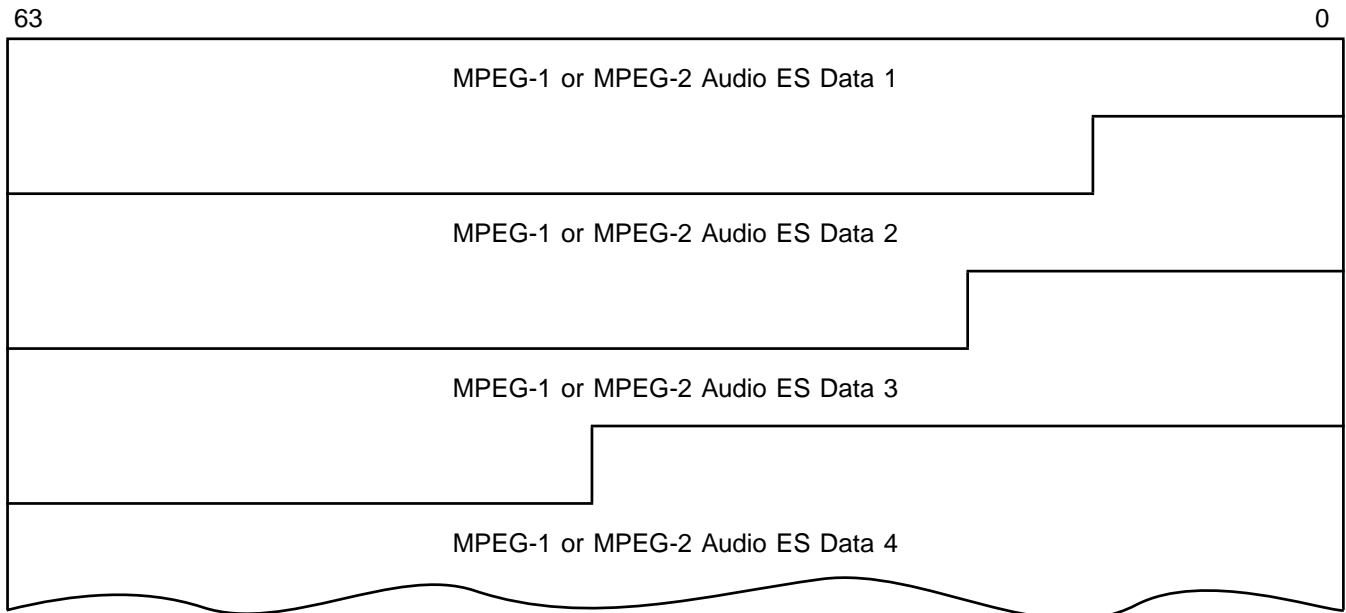 63 0
MPEG-1 or MPEG-2 Audio ES Data 1
MPEG-1 or MPEG-2 Audio ES Data 2
MPEG-1 or MPEG-2 Audio ES Data 3
MPEG-1 or MPEG-2 Audio ES Data 4